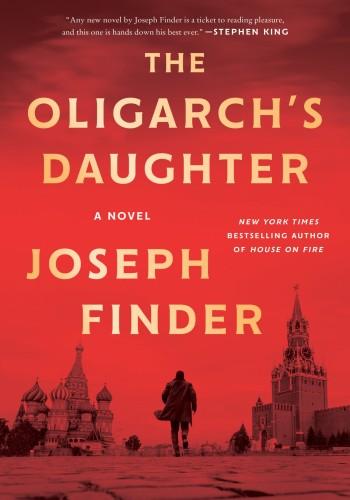 "Any new novel by Joseph Finder is a ticket to reading pleasure,
and this one is hands down his best ever." —STEPHEN KING
THE
OLIGARCH'S
DAUGHTER
A NOVEL
NEW YORK TIMES
BESTSELLING AUTHOR
OF HOUSE ON FIRE
JOSEPH
FINDER